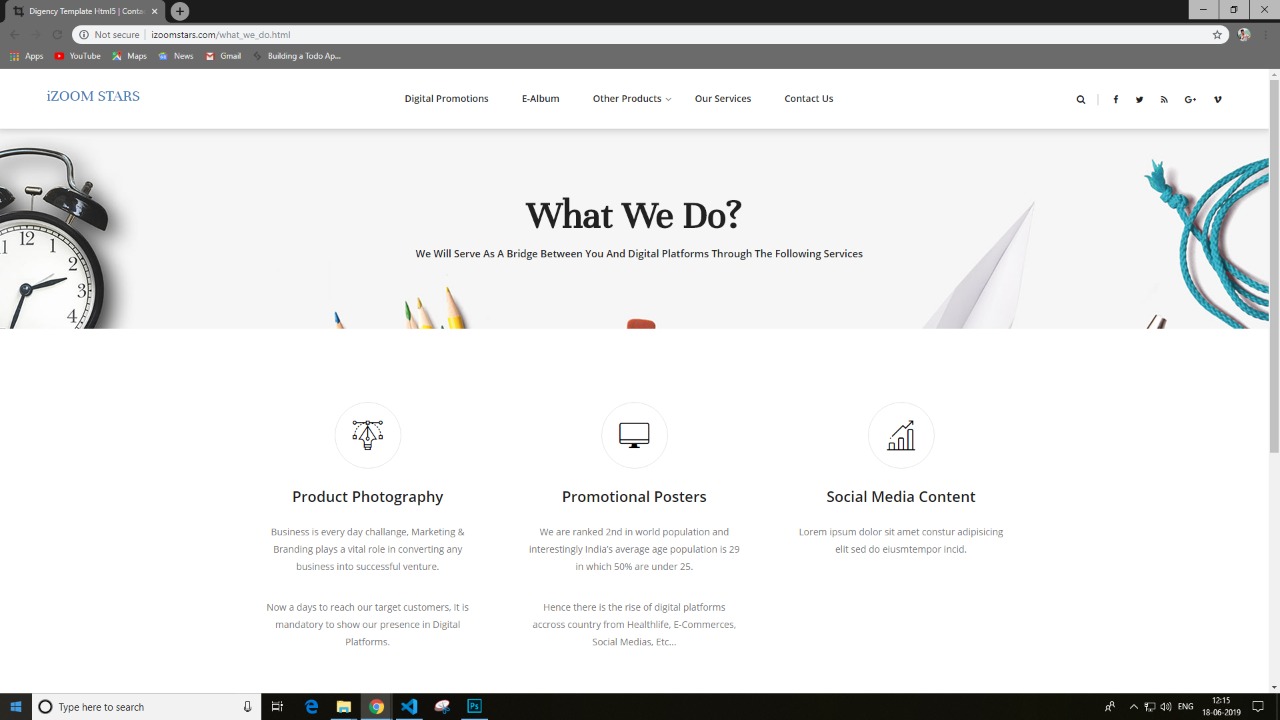 Digency Template Html5 | Conta
Not secure | izoomstars.com/what_we_do.html
Apps YouTube Maps News Gmail Building a Todo Ap...
iZOOM STARS
Digital Promotions E-Album Other Products Our Services Contact Us
12
1
2
3
4
What We Do?
We Will Serve As A Bridge Between You And Digital Platforms Through The Following Services
Product Photography
Business is every day challange, Marketing &
Branding plays a vital role in converting any
business into successful venture.
Now a days to reach our target customers, it is
mandatory to show our presence in Digital
Platforms.
Promotional Posters
We are ranked 2nd in world population and
interestingly India's average age population is 29
in which 50% are under 25.
Hence there is the rise of digital platforms
accross country from Healthlife, E-Commerces,
Social Medias, Etc...
Social Media Content
Lorem ipsum dolor sit amet constur adipisicing
elit sed do eiusmtempor incid.
Type here to search
Ps
ENG
12:15
18-06-2019